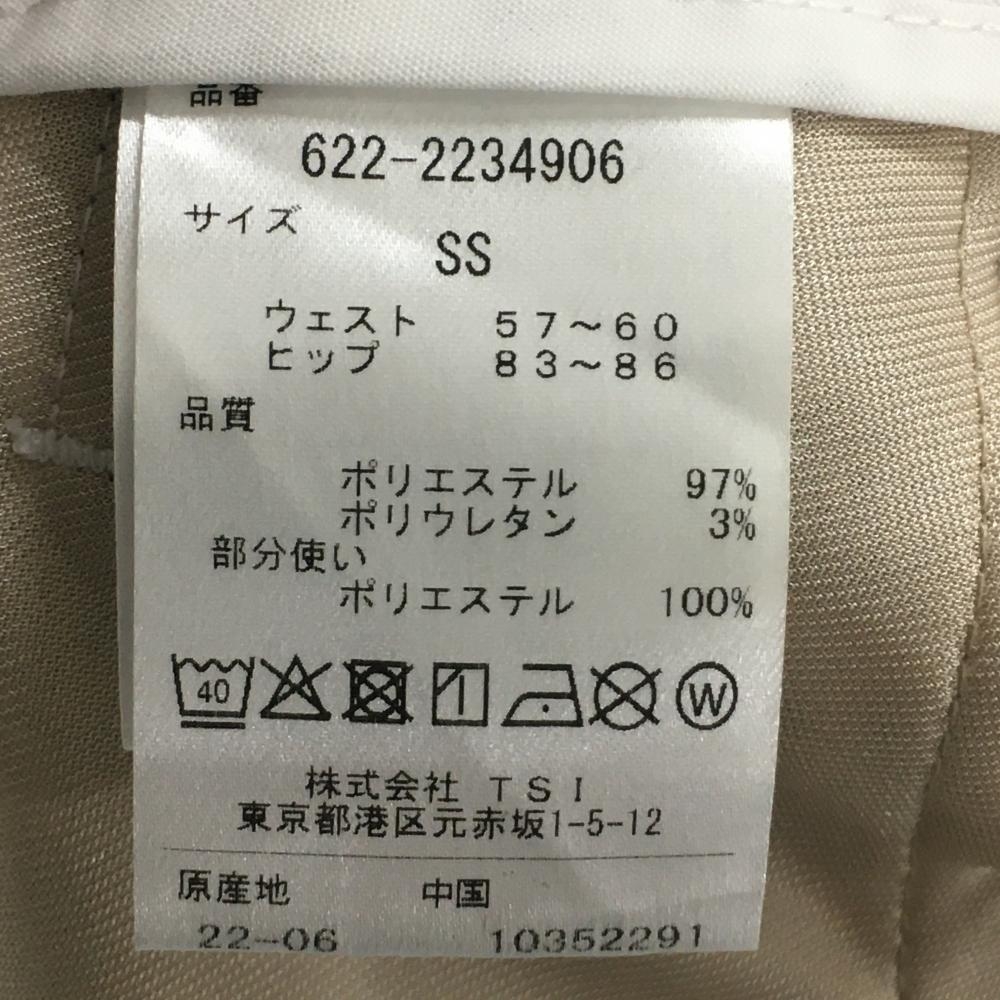 品番
622-2234906
サイズ
SS
ウェスト 57～60
ヒップ 83～86
品質
ポリエステル 97%
ポリウレタン 3%
部分使い
ポリエステル 100%
40 W
株式会社 TSI
東京都港区元赤坂1-5-12
原産地 中国
22-06 10352291